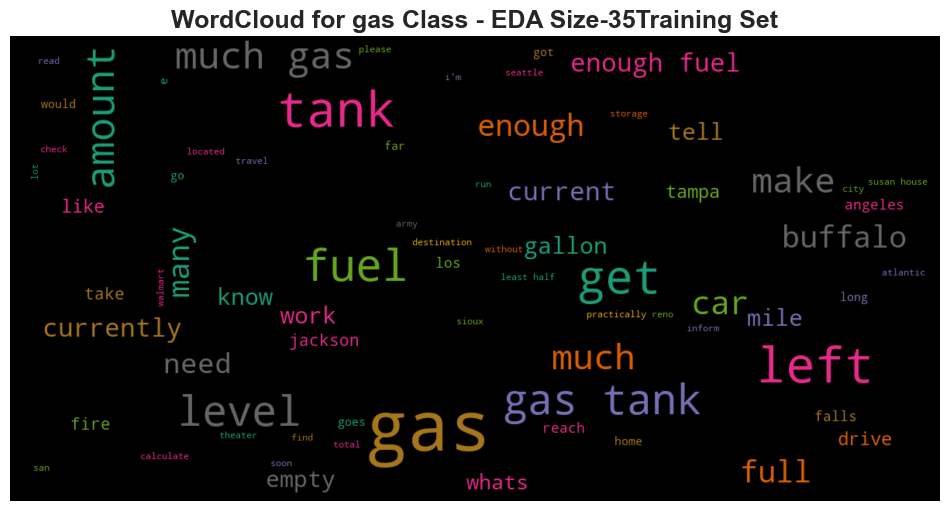 WordCloud for gas Class - EDA Size-35Training Set
read
amount
e
much gas
please
got
i'm
seattle
enough fuel
would
tank
storage
enough
tell
check
located
travel
far
lot
go
run
current
tampa
make
city
susan house
like
angeles
army
many
destination
without
gallon
buffalo
fuel
los
get
least half
atlantic
take
walmart
know
car
long
currently
work
sioux
practically
reno
inform
mile
jackson
need
much
left
level
gas tank
fire
goes
gas
reach
falls
theater
find
total
home
drive
calculate
san
soon
empty
whats
full